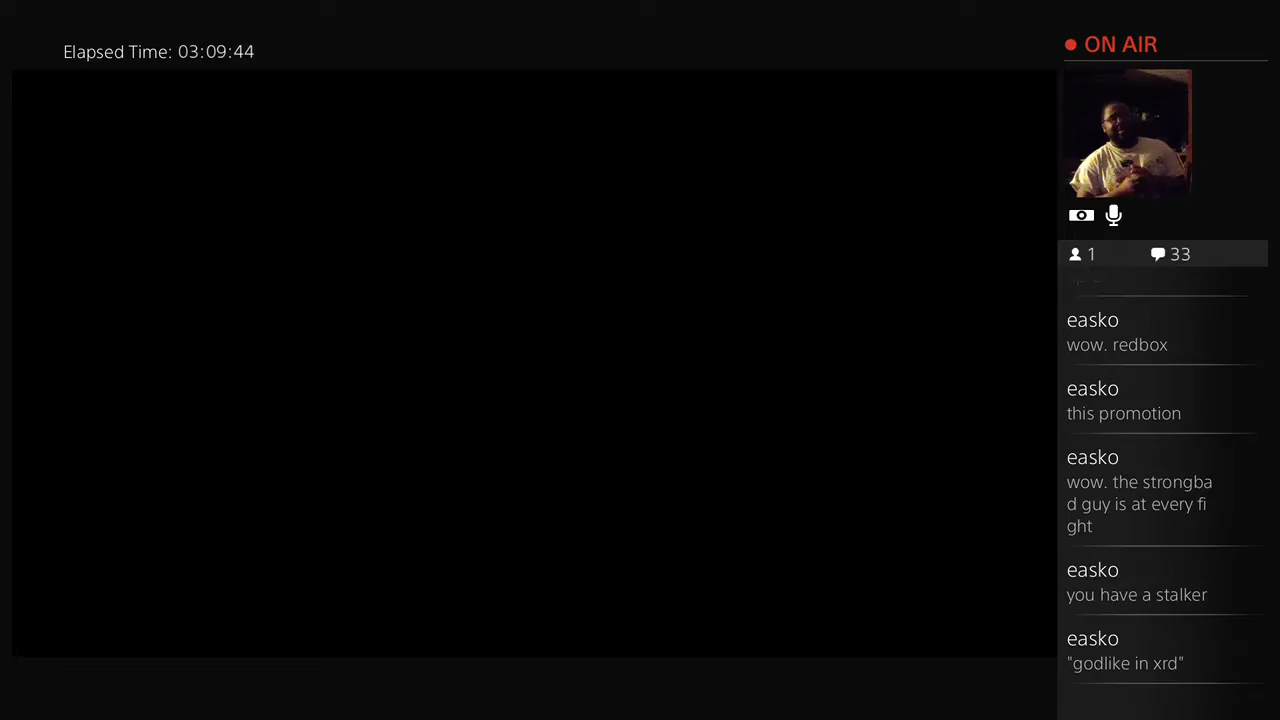 Elapsed Time: 03:09:44
ON AIR
1
33
easko
wow. redbox
easko
this promotion
easko
wow. the strongba
d guy is at every fi
ght
easko
you have a stalker
easko
"godlike in xrd"